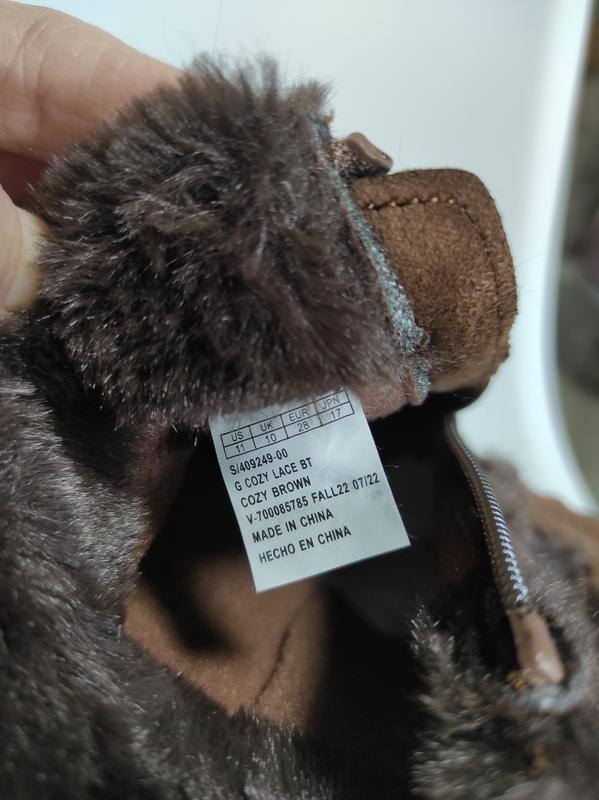 US UK EUR JPN
11 10 28 17
S/409249-00
G COZY LACE BT
COZY BROWN
V-700085785 FALL22 07/22
MADE IN CHINA
HECHO EN CHINA